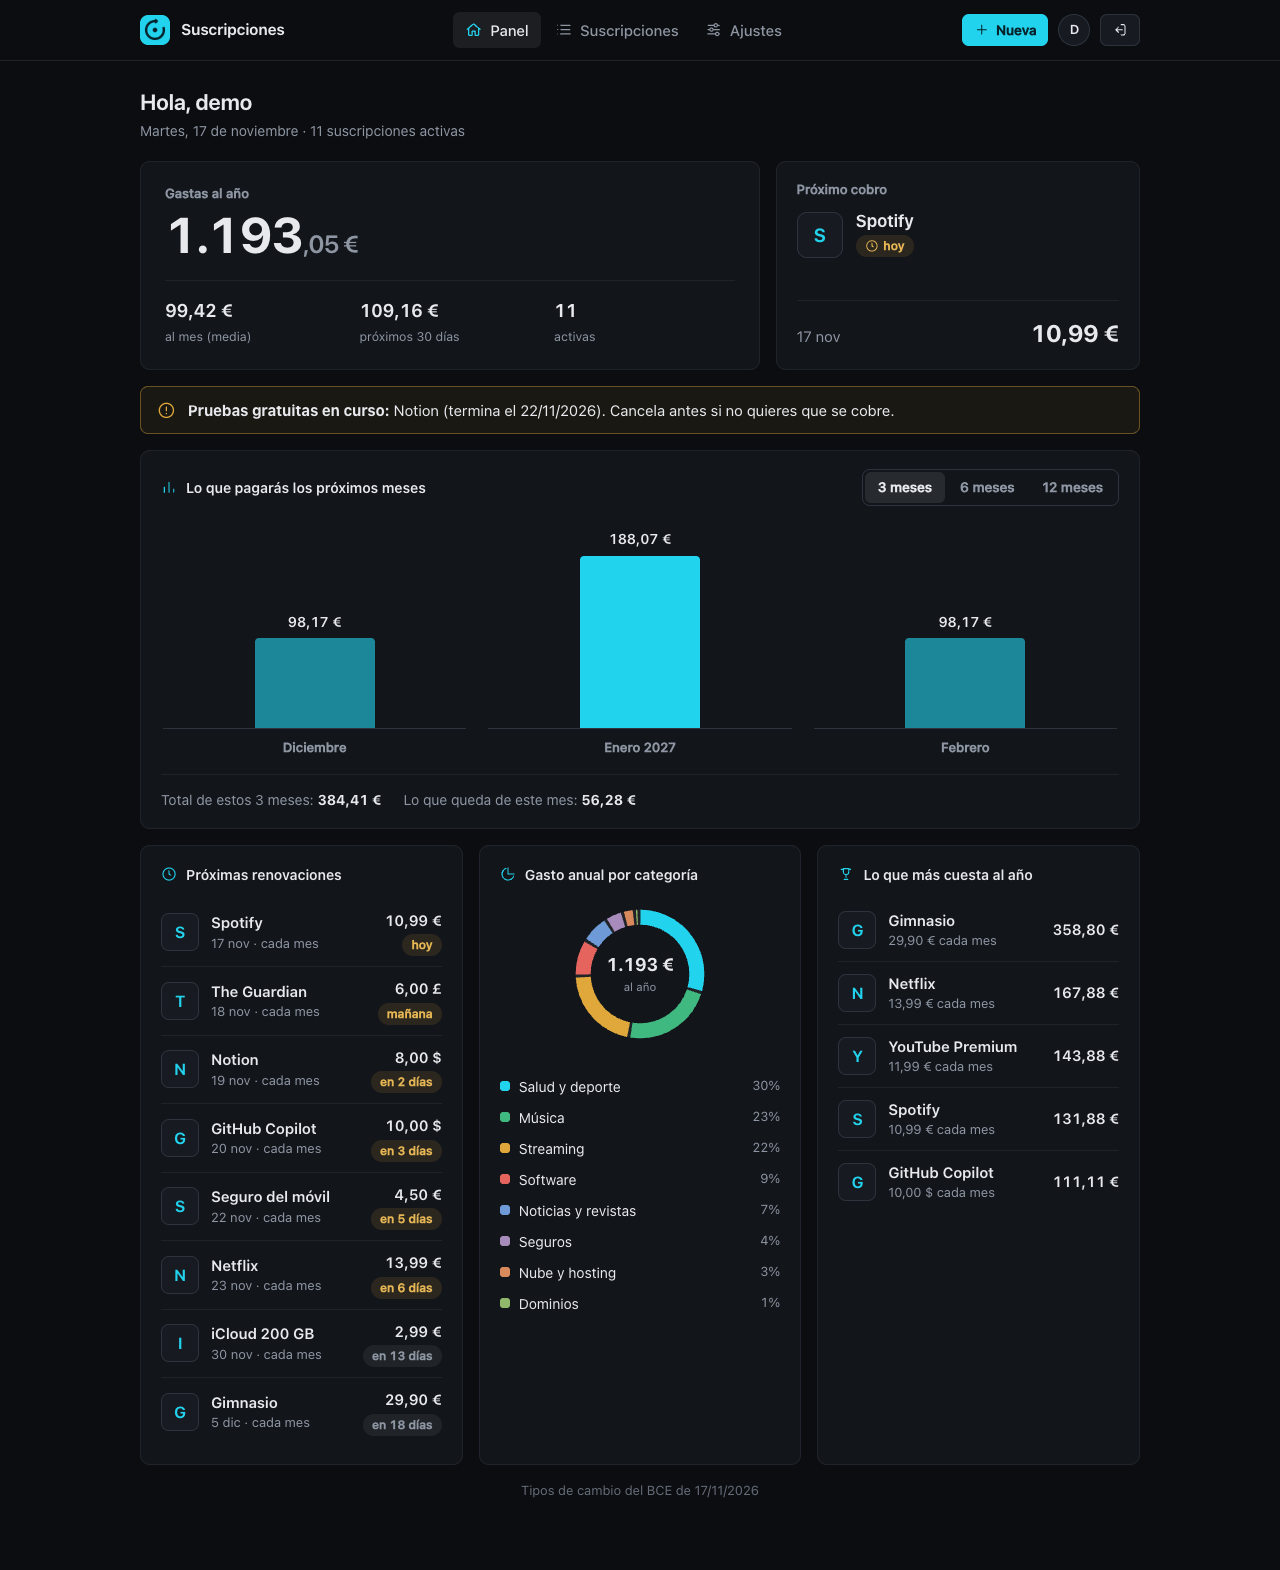 Suscripciones
Panel
Suscripciones
Ajustes
Nueva
D
Hola, demo
Martes, 17 de noviembre · 11 suscripciones activas
Gastas al año
1.193,05 €
99,42 €
al mes (media)
109,16 €
próximos 30 días
11
activas
Próximo cobro
S
Spotify
hoy
17 nov
10,99 €
Pruebas gratuitas en curso: Notion (termina el 22/11/2026). Cancela antes si no quieres que se cobre.
Lo que pagarás los próximos meses
3 meses
6 meses
12 meses
98,17 €
188,07 €
98,17 €
Diciembre
Enero 2027
Febrero
Total de estos 3 meses: 384,41 €
Lo que queda de este mes: 56,28 €
Próximas renovaciones
S
Spotify
17 nov · cada mes
10,99 €
hoy
T
The Guardian
18 nov · cada mes
6,00 £
mañana
N
Notion
19 nov · cada mes
8,00 $
en 2 días
G
GitHub Copilot
20 nov · cada mes
10,00 $
en 3 días
S
Seguro del móvil
22 nov · cada mes
4,50 €
en 5 días
N
Netflix
23 nov · cada mes
13,99 €
en 6 días
I
iCloud 200 GB
30 nov · cada mes
2,99 €
en 13 días
G
Gimnasio
5 dic · cada mes
29,90 €
en 18 días
Gasto anual por categoría
1.193 €
al año
Salud y deporte 30%
Música 23%
Streaming 22%
Software 9%
Noticias y revistas 7%
Seguros 4%
Nube y hosting 3%
Dominios 1%
Lo que más cuesta al año
G
Gimnasio
29,90 € cada mes
358,80 €
N
Netflix
13,99 € cada mes
167,88 €
Y
YouTube Premium
11,99 € cada mes
143,88 €
S
Spotify
10,99 € cada mes
131,88 €
G
GitHub Copilot
10,00 $ cada mes
111,11 €
Tipos de cambio del BCE de 17/11/2026